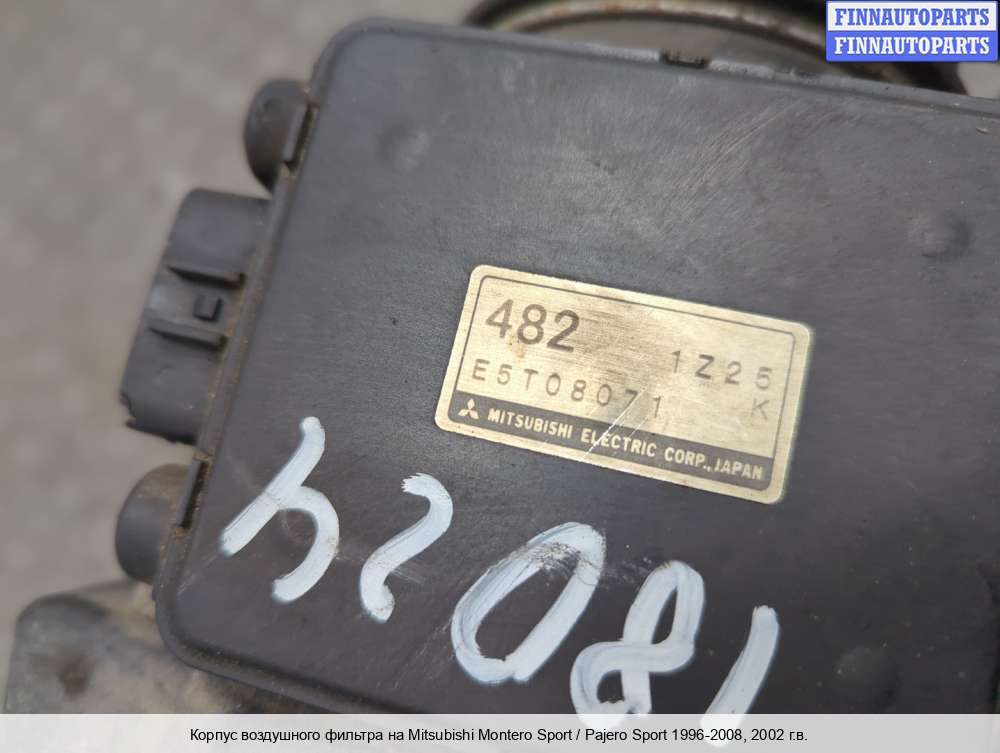 FINNAUTOPARTS
FINNAUTOPARTS
482
1Z25
E5T08071 K
MITSUBISHI ELECTRIC CORP., JAPAN
18024
Корпус воздушного фильтра на Mitsubishi Montero Sport / Pajero Sport 1996-2008, 2002 г.в.